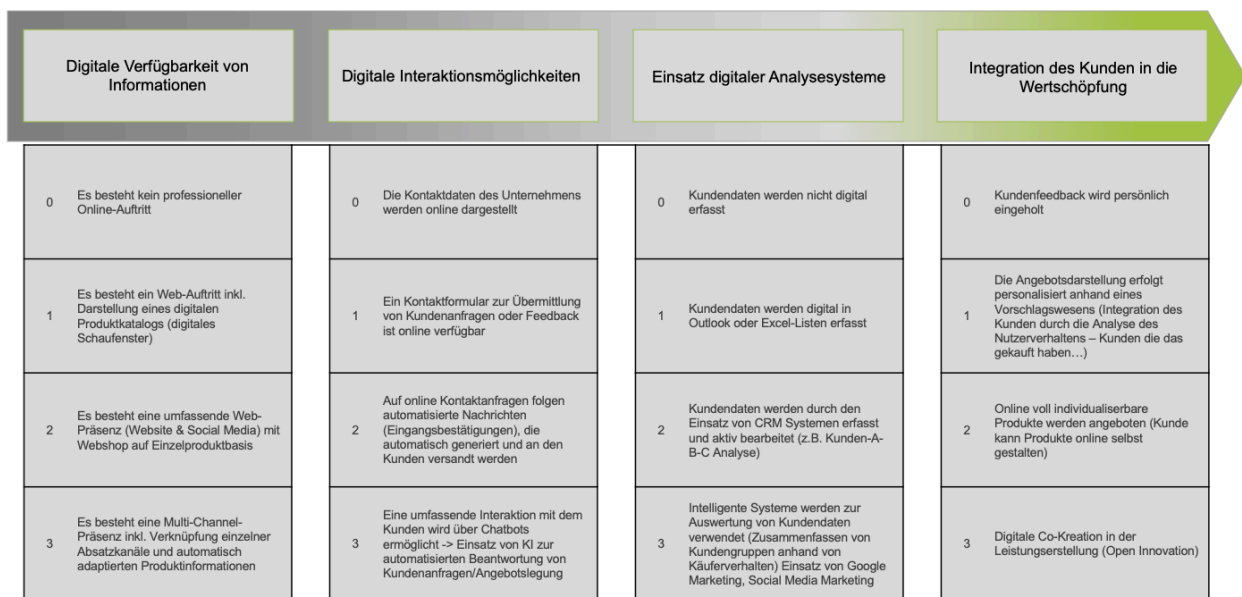 Digitale Verfügbarkeit von
Informationen
Digitale Interaktionsmöglichkeiten
Einsatz digitaler Analysesysteme
Integration des Kunden in die
Wertschöpfung
0
Es besteht kein professioneller
Online-Auftritt
0
Die Kontaktdaten des Unternehmens
werden online dargestellt
0
Kundendaten werden nicht digital
erfasst
0
Kundenfeedback wird persönlich
eingeholt
1
Es besteht ein Web-Auftritt inkl.
Darstellung eines digitalen
Produktkatalogs (digitales
Schaufenster)
1
Ein Kontaktformular zur Übermittlung
von Kundenanfragen oder Feedback
ist online verfügbar
1
Kundendaten werden digital in
Outlook oder Excel-Listen erfasst
1
Die Angebotsdarstellung erfolgt
personalisiert anhand eines
Vorschlagswesens (Integration des
Kunden durch die Analyse des
Nutzerverhaltens – Kunden die das
gekauft haben…)
2
Es besteht eine umfassende Web-
Präsenz (Website & Social Media) mit
Webshop auf Einzelproduktbasis
2
Auf online Kontaktanfragen folgen
automatisierte Nachrichten
(Eingangsbestätigungen), die
automatisch generiert und an den
Kunden versandt werden
2
Kundendaten werden durch den
Einsatz von CRM Systemen erfasst
und aktiv bearbeitet (z.B. Kunden-A-
B-C Analyse)
2
Online voll individualiserbare
Produkte werden angeboten (Kunde
kann Produkte online selbst
gestalten)
3
Es besteht eine Multi-Channel-
Präsenz inkl. Verknüpfung einzelner
Absatzkanäle und automatisch
adaptierten Produktinformationen
3
Eine umfassende Interaktion mit dem
Kunden wird über Chatbots
ermöglicht -> Einsatz von KI zur
automatisierten Beantwortung von
Kundenanfragen/Angebotslegung
3
Intelligente Systeme werden zur
Auswertung von Kundendaten
verwendet (Zusammenfassen von
Kundengruppen anhand von
Käuferverhalten) Einsatz von Google
Marketing, Social Media Marketing
3
Digitale Co-Kreation in der
Leistungserstellung (Open Innovation)